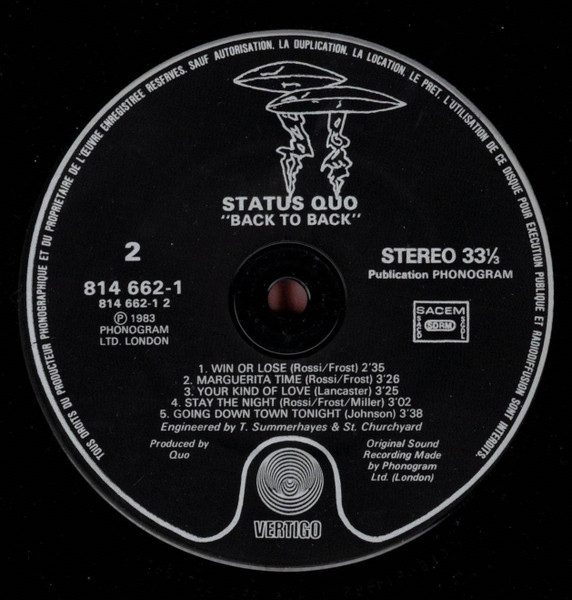 TOUS DROITS DU PRODUCTEUR PHONOGRAPHIQUE ET DU PROPRIETAIRE DE L'ŒUVRE ENREGISTREE RESERVES. SAUF AUTORISATION, LA DUPLICATION, LA LOCATION, LE PRET, L'UTILISATION DE CE DISQUE POUR EXECUTION PUBLIQUE ET RADIODIFFUSION SONT INTERDITS.
STATUS QUO
"BACK TO BACK"
2
814 662-1
814 662-1 2
Ⓟ 1983
PHONOGRAM
LTD. LONDON
STEREO 33⅓
Publication PHONOGRAM
SACEM
SACD SDRM SGDL
1. WIN OR LOSE (Rossi/Frost) 2'35
2. MARGUERITA TIME (Rossi/Frost) 3'26
3. YOUR KIND OF LOVE (Lancaster) 3'25
4. STAY THE NIGHT (Rossi/Frost/Miller) 3'02
5. GOING DOWN TOWN TONIGHT (Johnson) 3'38
Engineered by T. Summerhayes & St. Churchyard
Produced by
Quo
Original Sound
Recording Made
by Phonogram
Ltd. (London)
VERTIGO